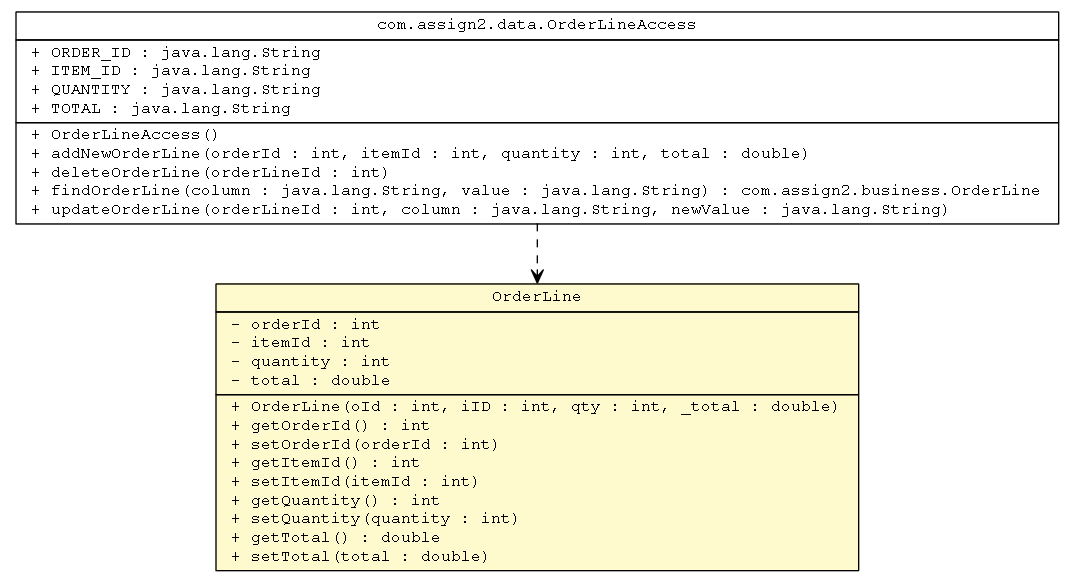 com.assign2.data.OrderLineAccess
+ ORDER_ID : java.lang.String
+ ITEM_ID : java.lang.String
+ QUANTITY : java.lang.String
+ TOTAL : java.lang.String
+ OrderLineAccess()
+ addNewOrderLine(orderId : int, itemId : int, quantity : int, total : double)
+ deleteOrderLine(orderLineId : int)
+ findOrderLine(column : java.lang.String, value : java.lang.String) : com.assign2.business.OrderLine
+ updateOrderLine(orderLineId : int, column : java.lang.String, newValue : java.lang.String)
OrderLine
- orderId : int
- itemId : int
- quantity : int
- total : double
+ OrderLine(oId : int, iID : int, qty : int, _total : double)
+ getOrderId() : int
+ setOrderId(orderId : int)
+ getItemId() : int
+ setItemId(itemId : int)
+ getQuantity() : int
+ setQuantity(quantity : int)
+ getTotal() : double
+ setTotal(total : double)